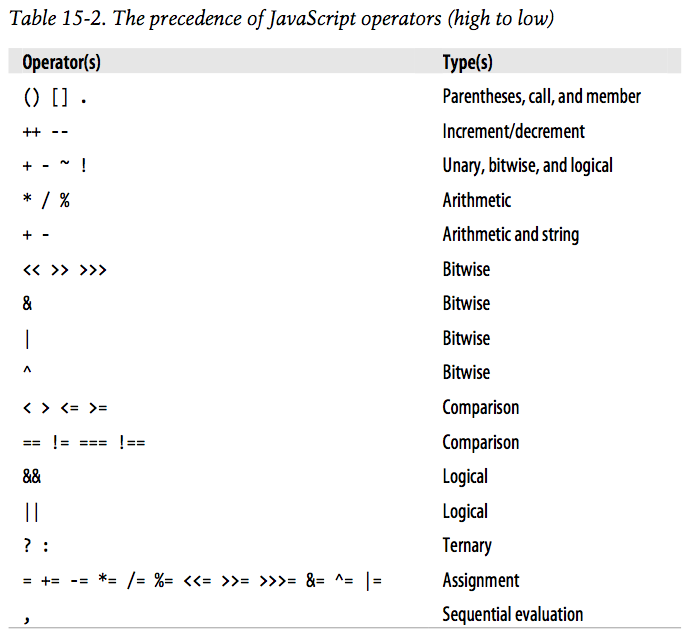 Table 15-2. The precedence of JavaScript operators (high to low)
Operator(s) Type(s)
() [] . Parentheses, call, and member
++ -- Increment/decrement
+ - ~ ! Unary, bitwise, and logical
* / % Arithmetic
+ - Arithmetic and string
<< >> >>> Bitwise
& Bitwise
| Bitwise
^ Bitwise
< > <= >= Comparison
== != === !== Comparison
&& Logical
|| Logical
? : Ternary
= += -= *= /= %= <<= >>= >>>= &= ^= |= Assignment
, Sequential evaluation